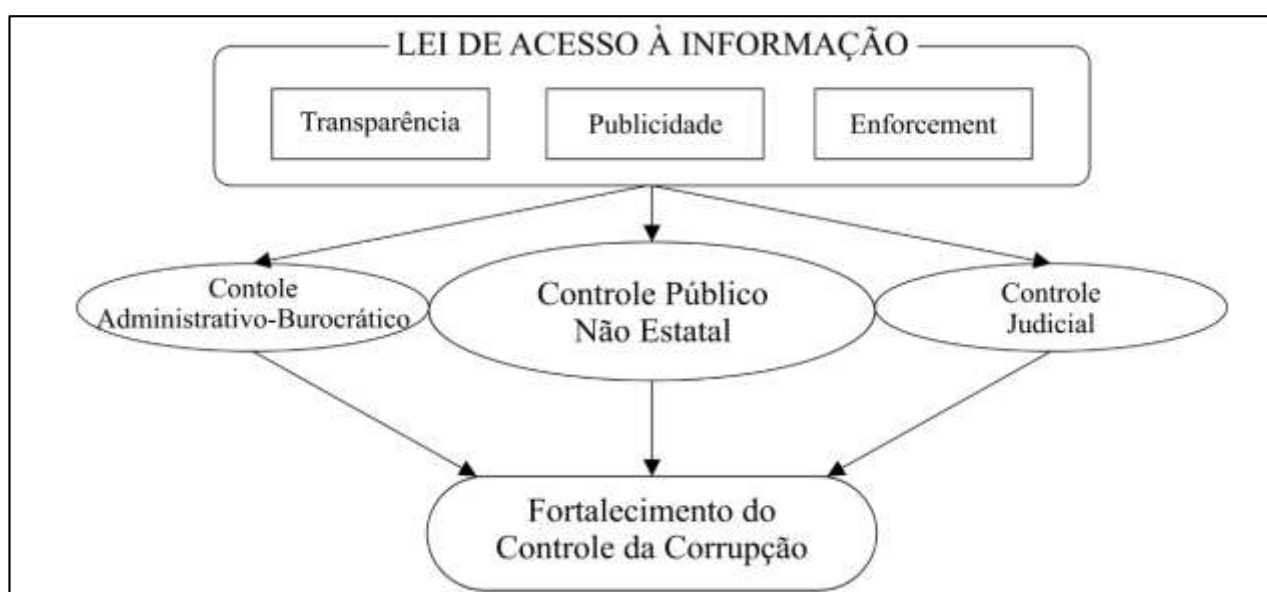 LEI DE ACESSO À INFORMAÇÃO
Transparência
Publicidade
Enforcement
Contole
Administrativo-Burocrático
Controle Público
Não Estatal
Controle
Judicial
Fortalecimento do
Controle da Corrupção